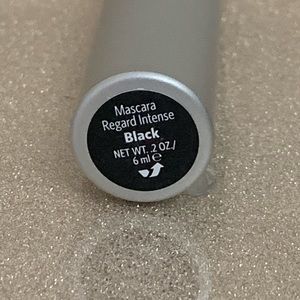 Mascara
Regard Intense
Black
NET WT. .2 OZ./
6 ml ℮